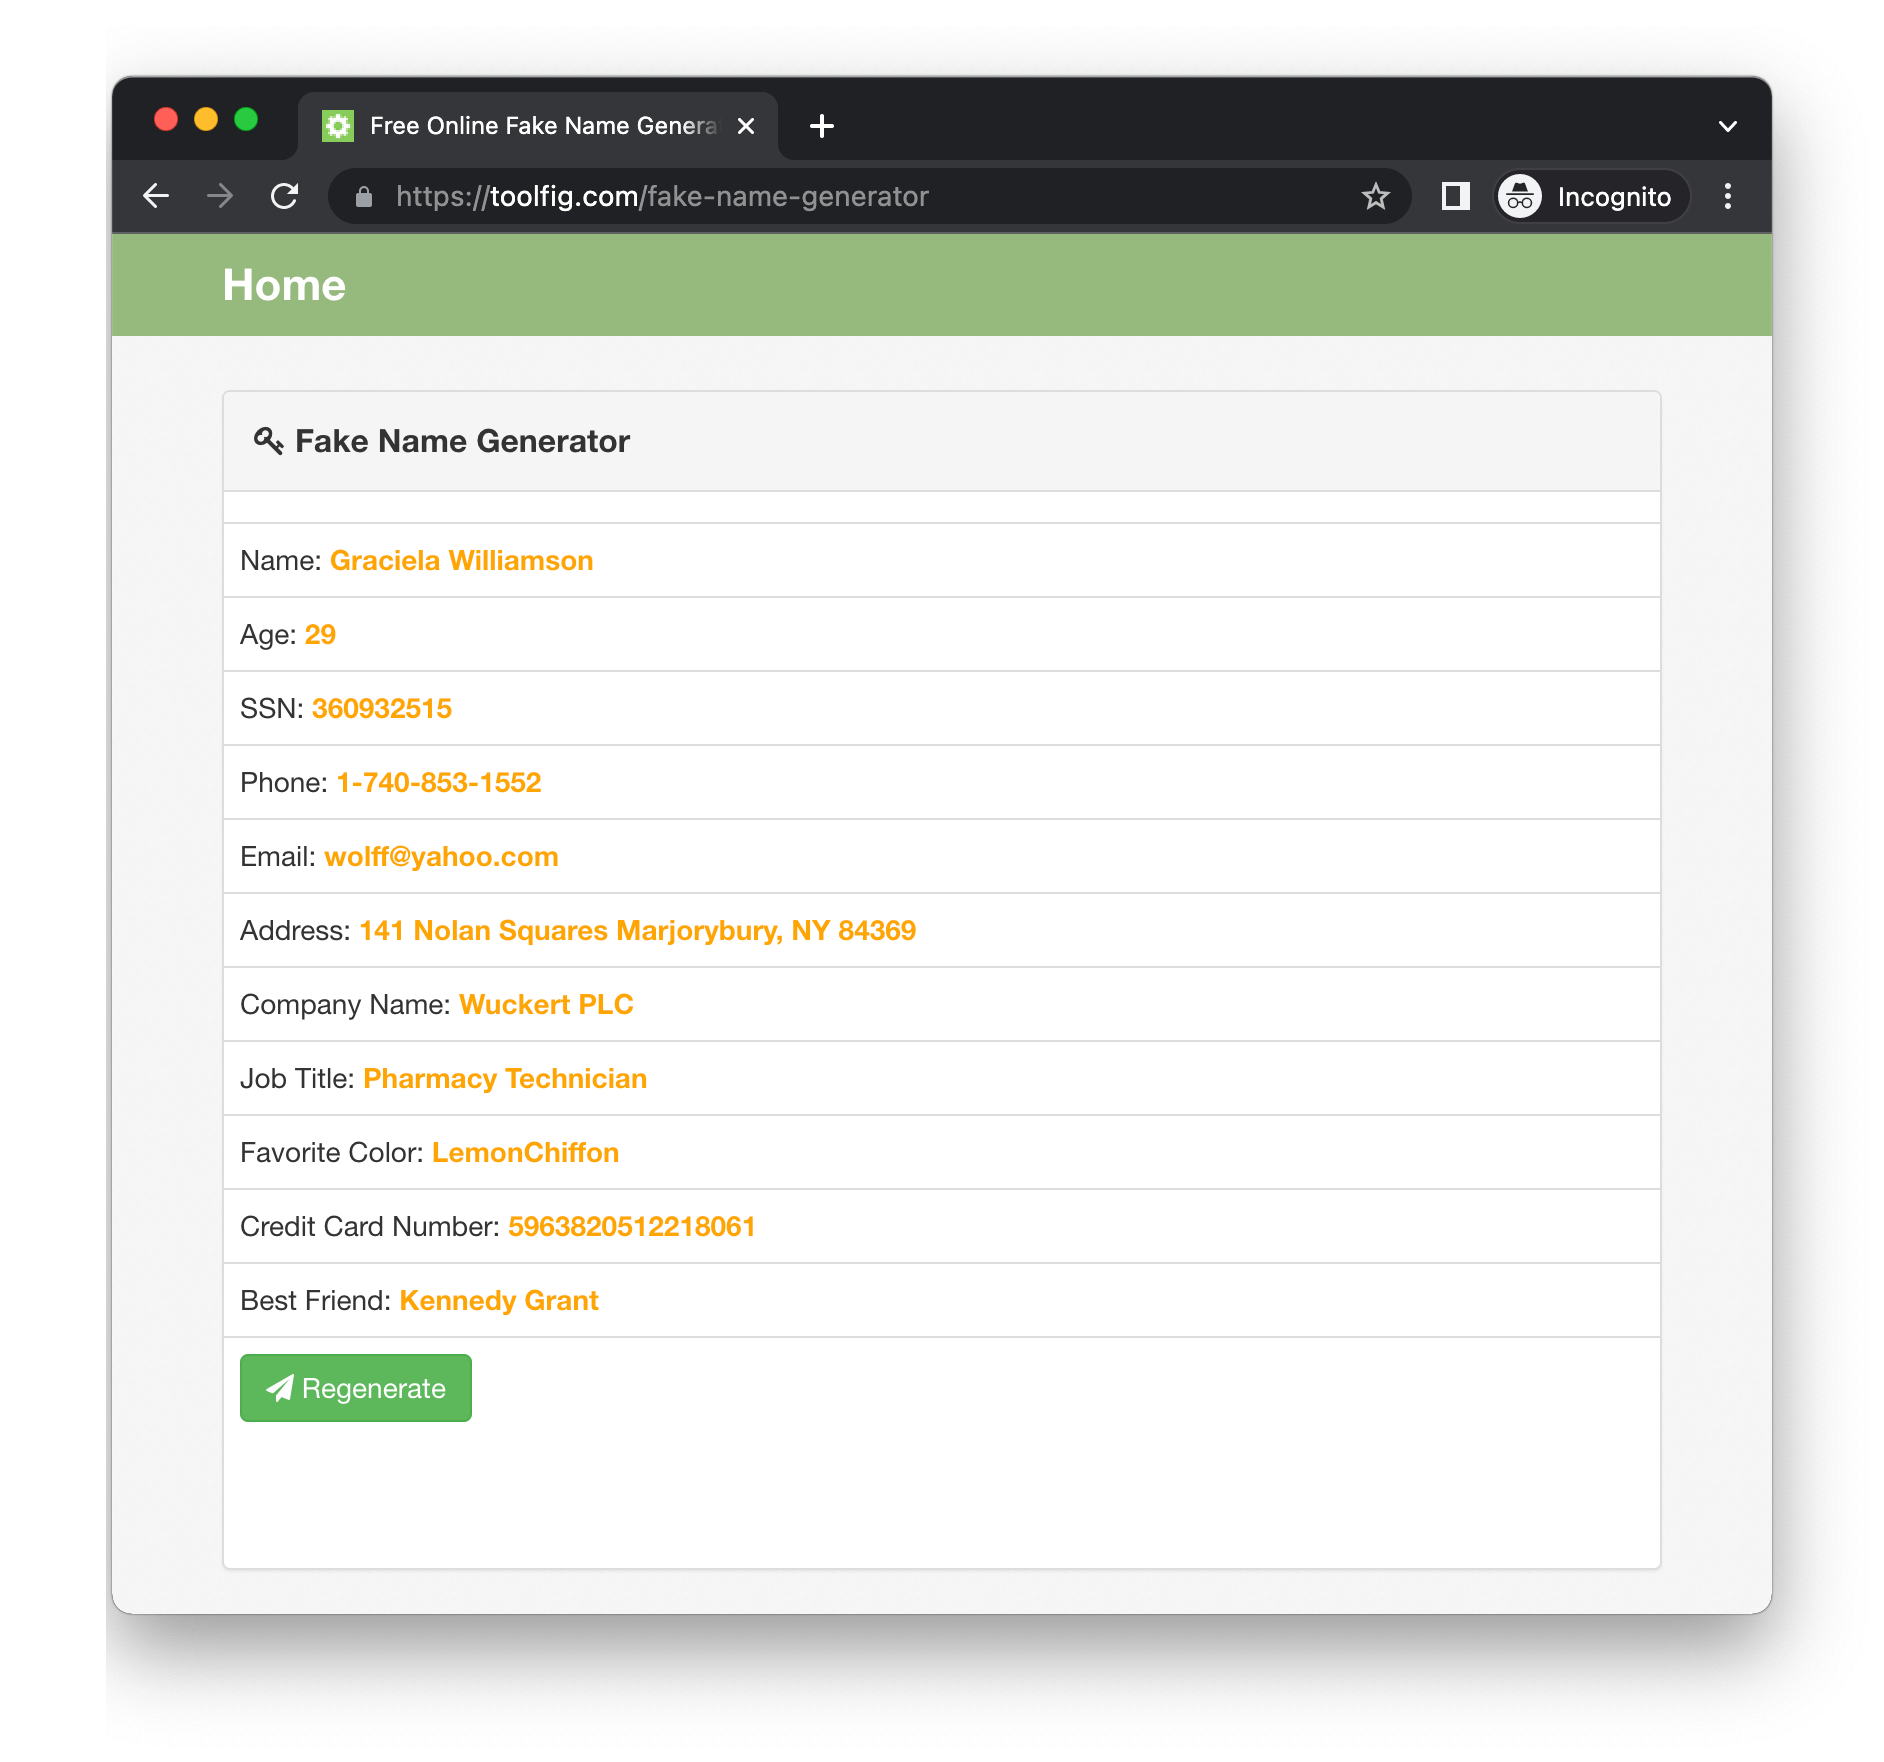 Free Online Fake Name Genera
https://toolfig.com/fake-name-generator
Incognito
Home
Fake Name Generator
Name: Graciela Williamson
Age: 29
SSN: 360932515
Phone: 1-740-853-1552
Email: wolff@yahoo.com
Address: 141 Nolan Squares Marjorybury, NY 84369
Company Name: Wuckert PLC
Job Title: Pharmacy Technician
Favorite Color: LemonChiffon
Credit Card Number: 5963820512218061
Best Friend: Kennedy Grant
Regenerate